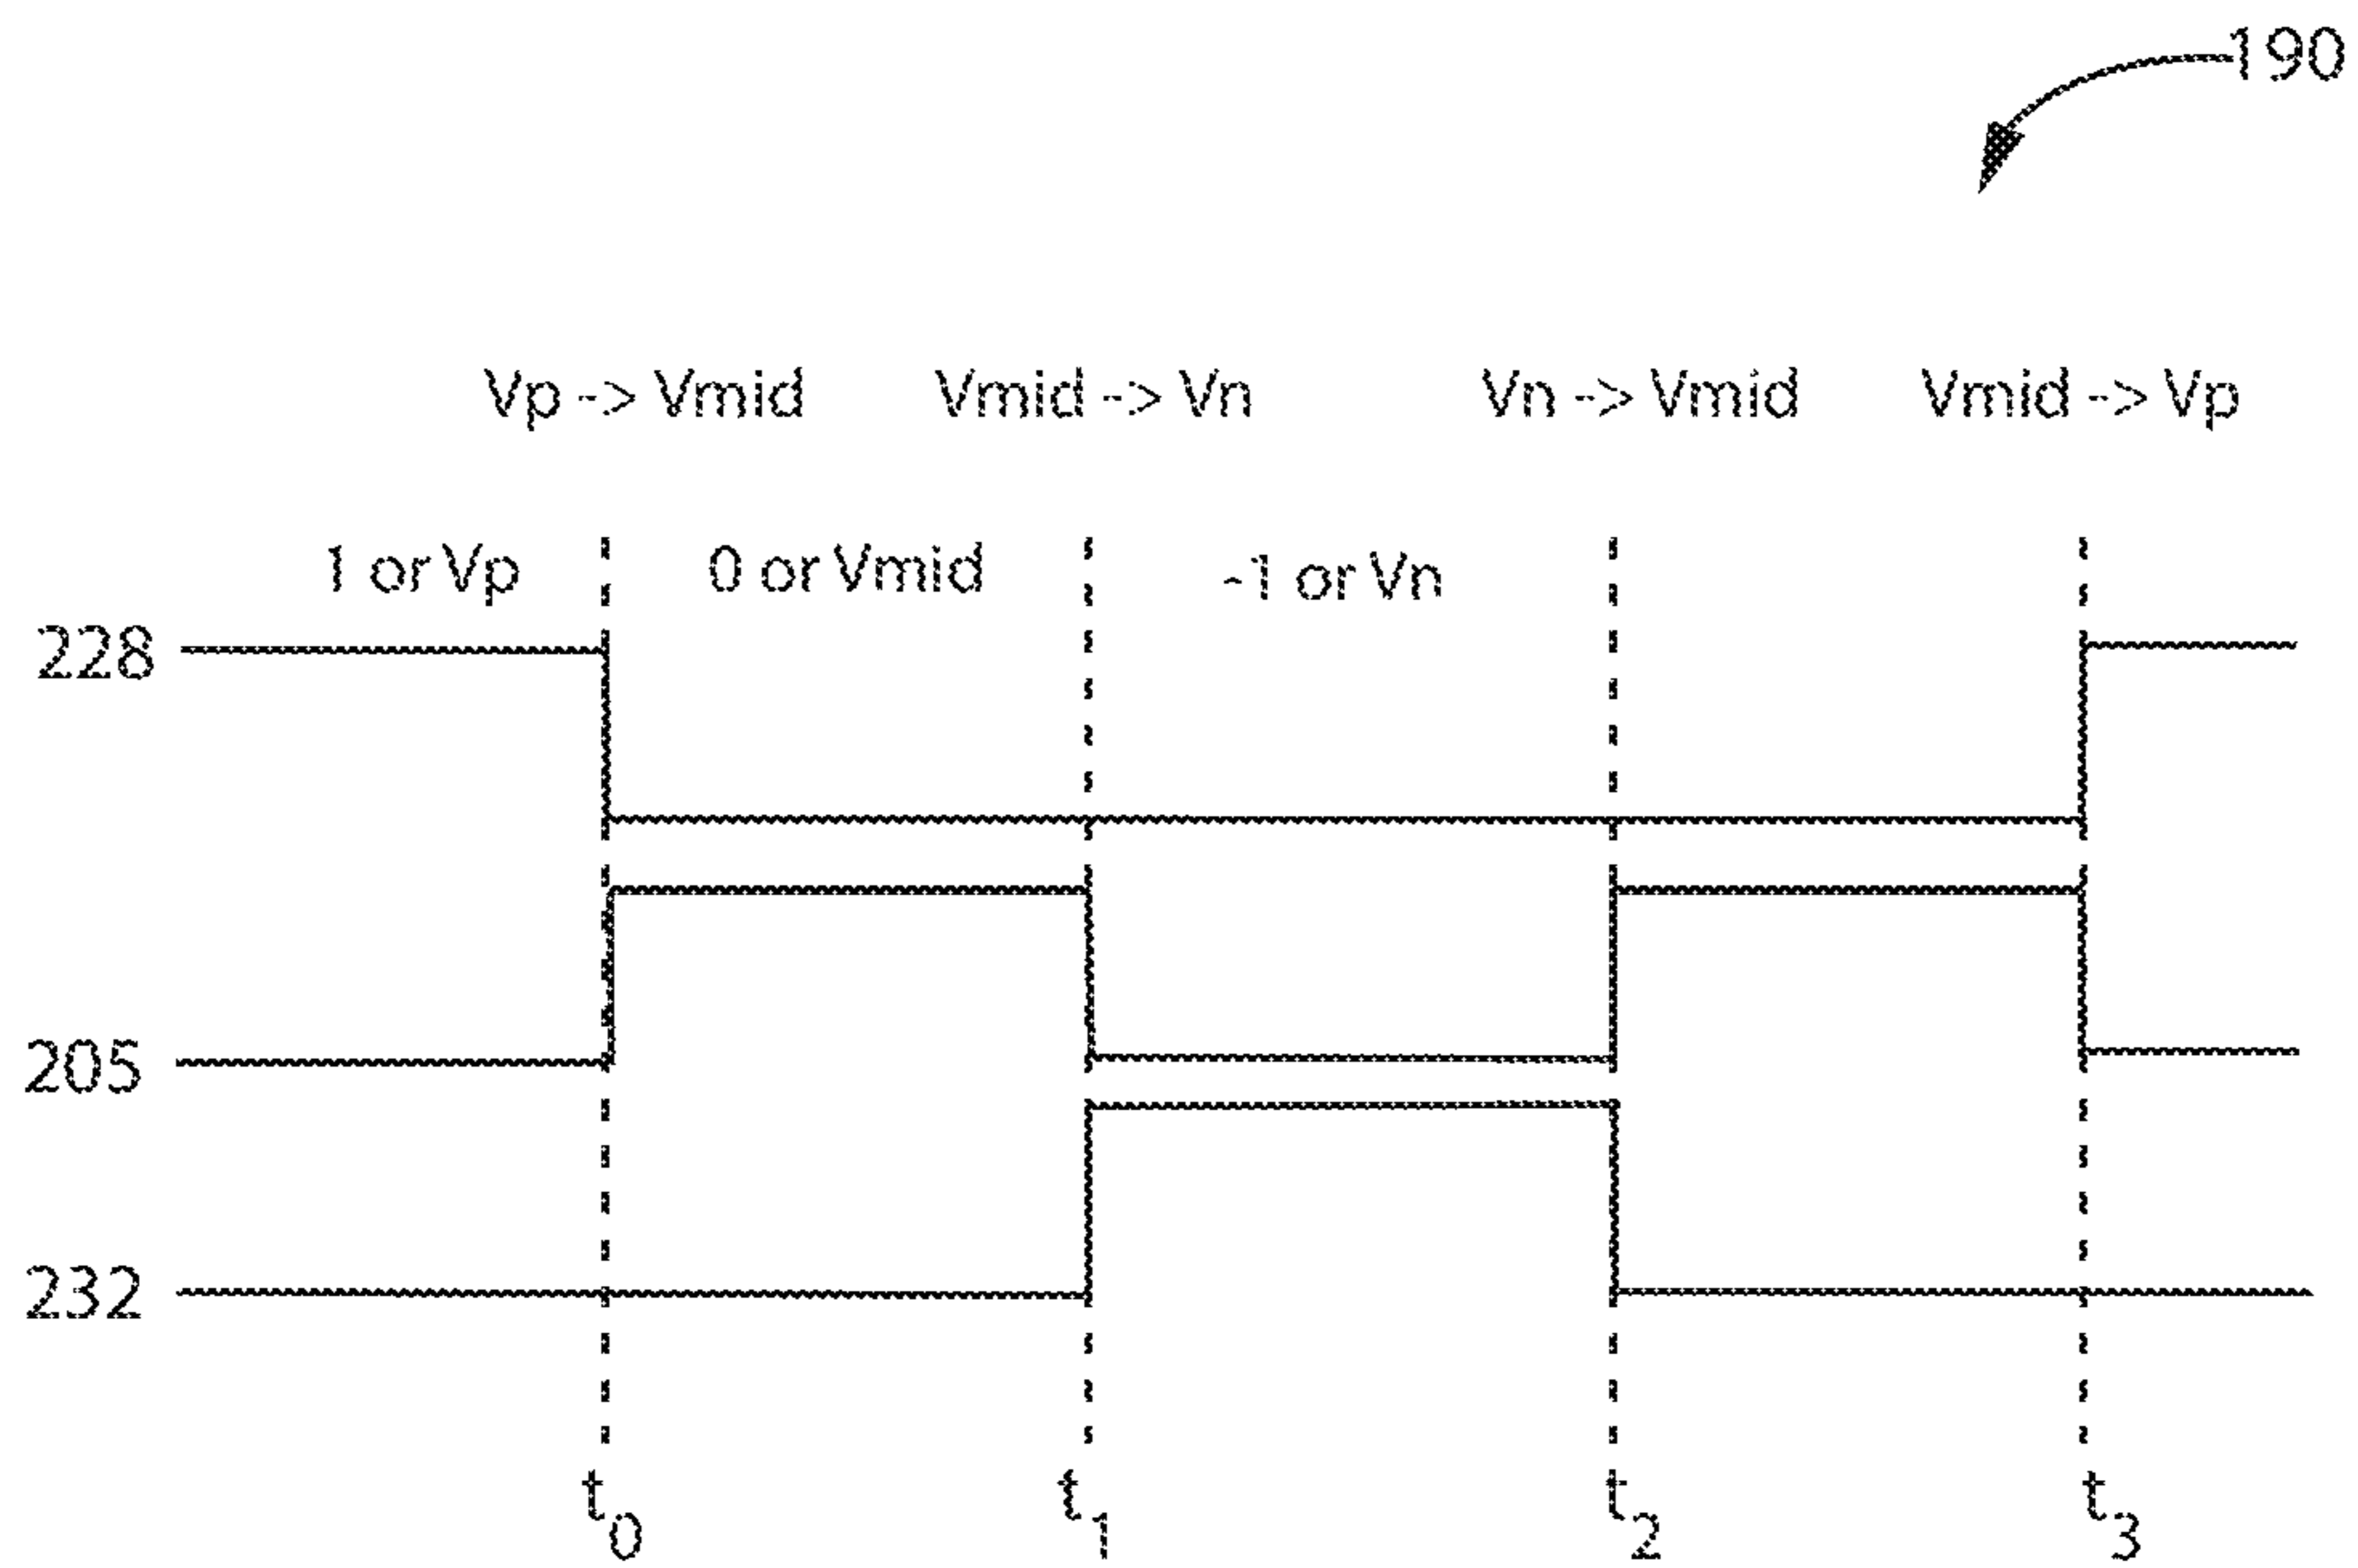 190
Vp -> Vmid Vmid -> Vn Vn -> Vmid Vmid -> Vp
1 or Vp 0 or Vmid -1 or Vn
228
205
232
t0 t1 t2 t3